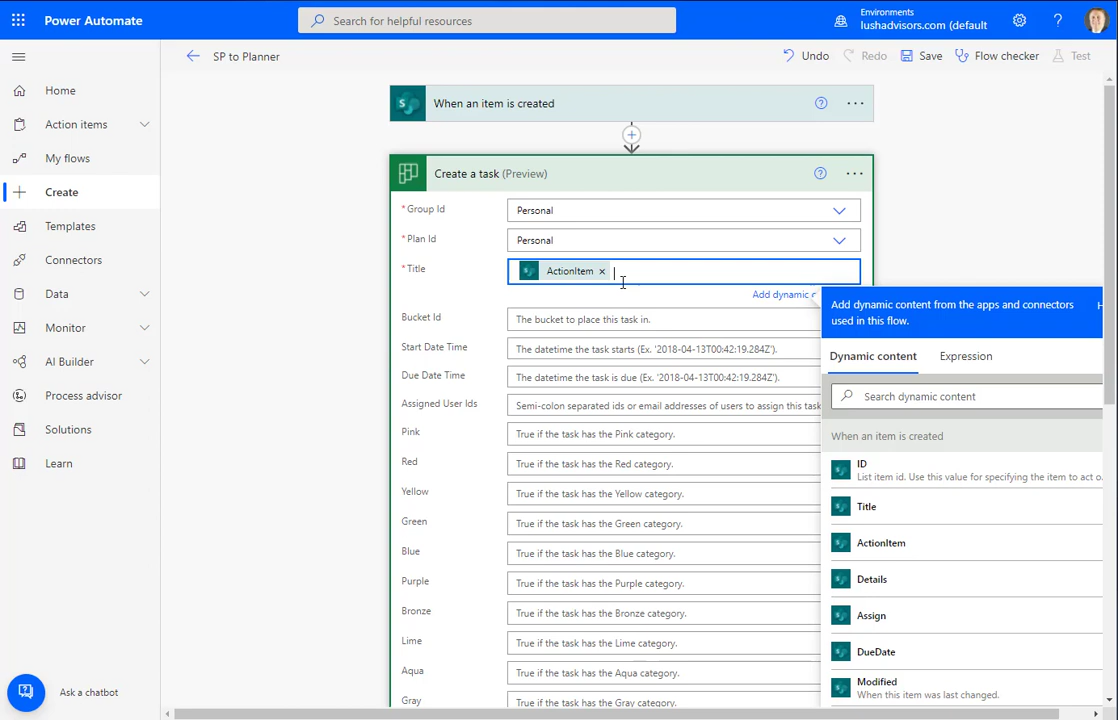 Power Automate
Search for helpful resources
Environments
lushadvisors.com (default
SP to Planner
Undo
Redo
Save
Flow checker
Test
Home
Action items
My flows
Create
Templates
Connectors
Data
Monitor
AI Builder
Process advisor
Solutions
Learn
Ask a chatbot
When an item is created
Create a task (Preview)
* Group Id
Personal
* Plan Id
Personal
* Title
ActionItem ×
Add dynamic c
Bucket Id
The bucket to place this task in.
Start Date Time
The datetime the task starts (Ex. '2018-04-13T00:42:19.284Z').
Due Date Time
The datetime the task is due (Ex. '2018-04-13T00:42:19.284Z').
Assigned User Ids
Semi-colon separated ids or email addresses of users to assign this task
Pink
True if the task has the Pink category.
Red
True if the task has the Red category.
Yellow
True if the task has the Yellow category.
Green
True if the task has the Green category.
Blue
True if the task has the Blue category.
Purple
True if the task has the Purple category.
Bronze
True if the task has the Bronze category.
Lime
True if the task has the Lime category.
Aqua
True if the task has the Aqua category.
Gray
True if the task has the Gray category.
Add dynamic content from the apps and connectors
used in this flow.
H
Dynamic content
Expression
Search dynamic content
When an item is created
ID
List item id. Use this value for specifying the item to act o
Title
ActionItem
Details
Assign
DueDate
Modified
When this item was last changed.